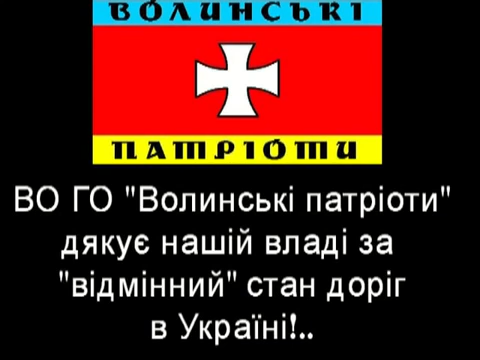 ВОЛИНСЬКІ
ПАТРІОТИ
ВО ГО "Волинські патріоти"
дякує нашій владі за
"відмінний" стан доріг
в Україні!..